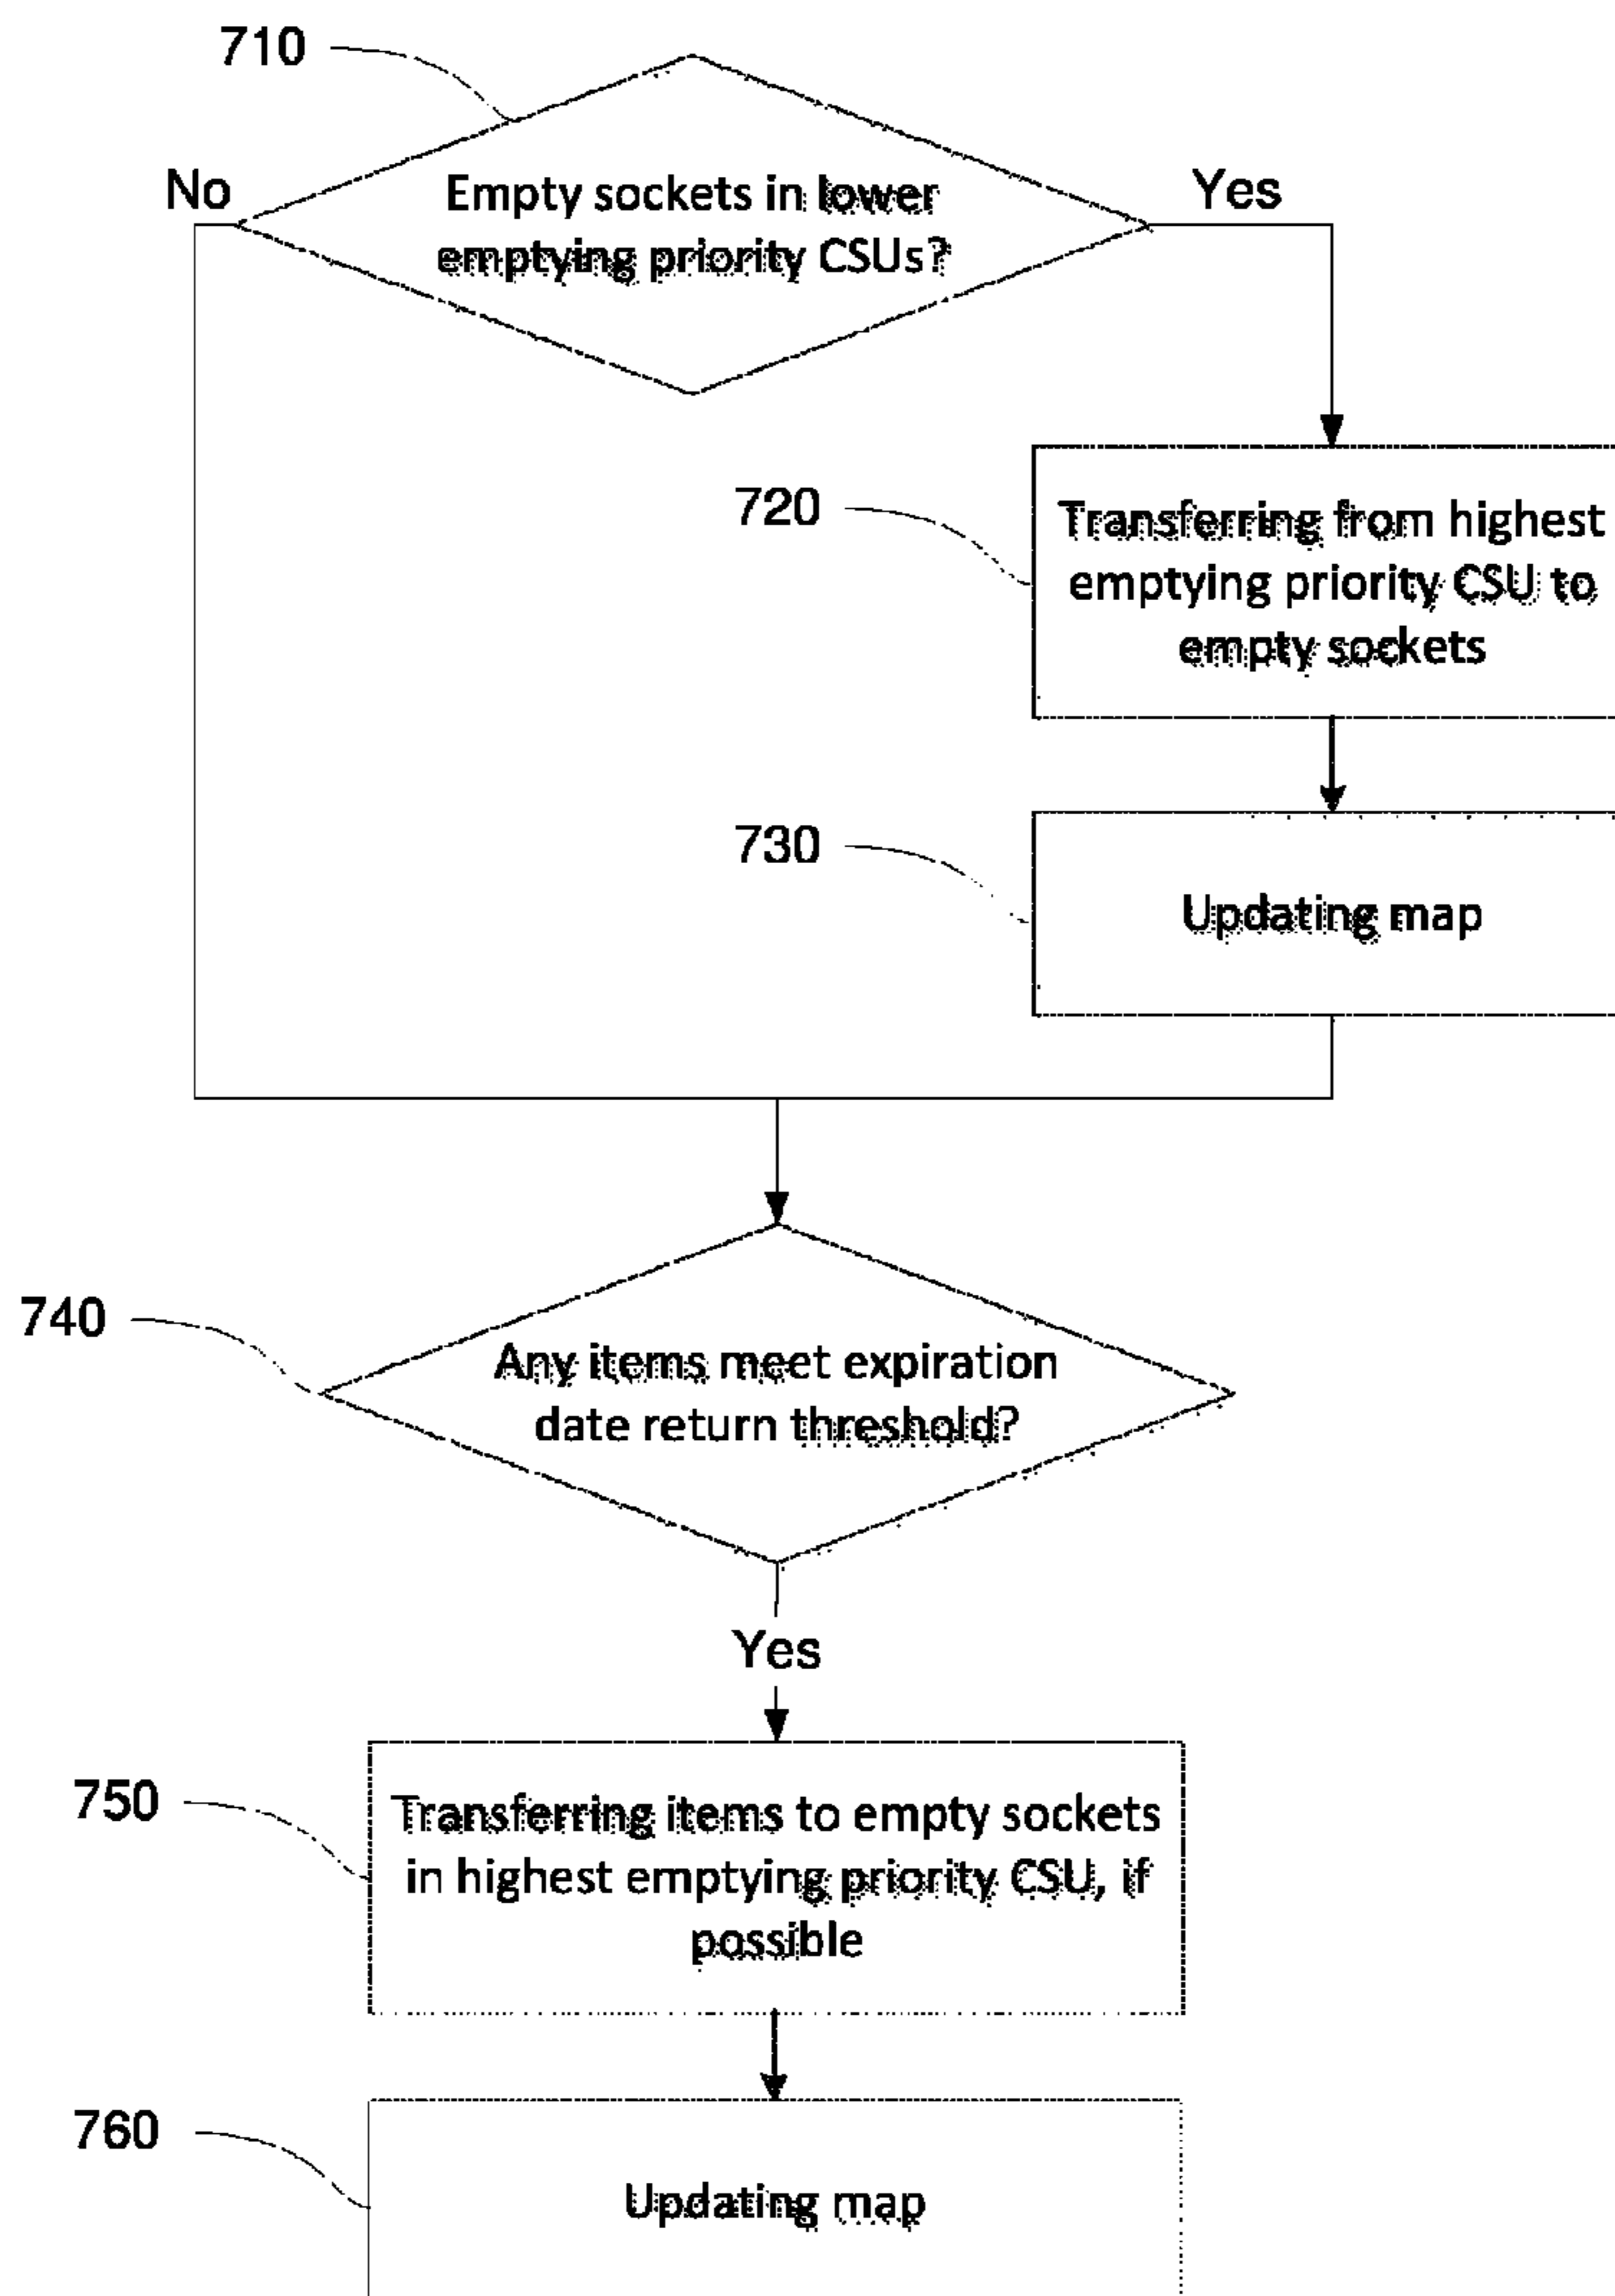 710
No
Yes
Empty sockets in lower
emptying priority CSUs?
720
Transferring from highest
emptying priority CSU to
empty sockets
730
Updating map
740
Any items meet expiration
date return threshold?
Yes
750
Transferring items to empty sockets
in highest emptying priority CSU, if
possible
760
Updating map